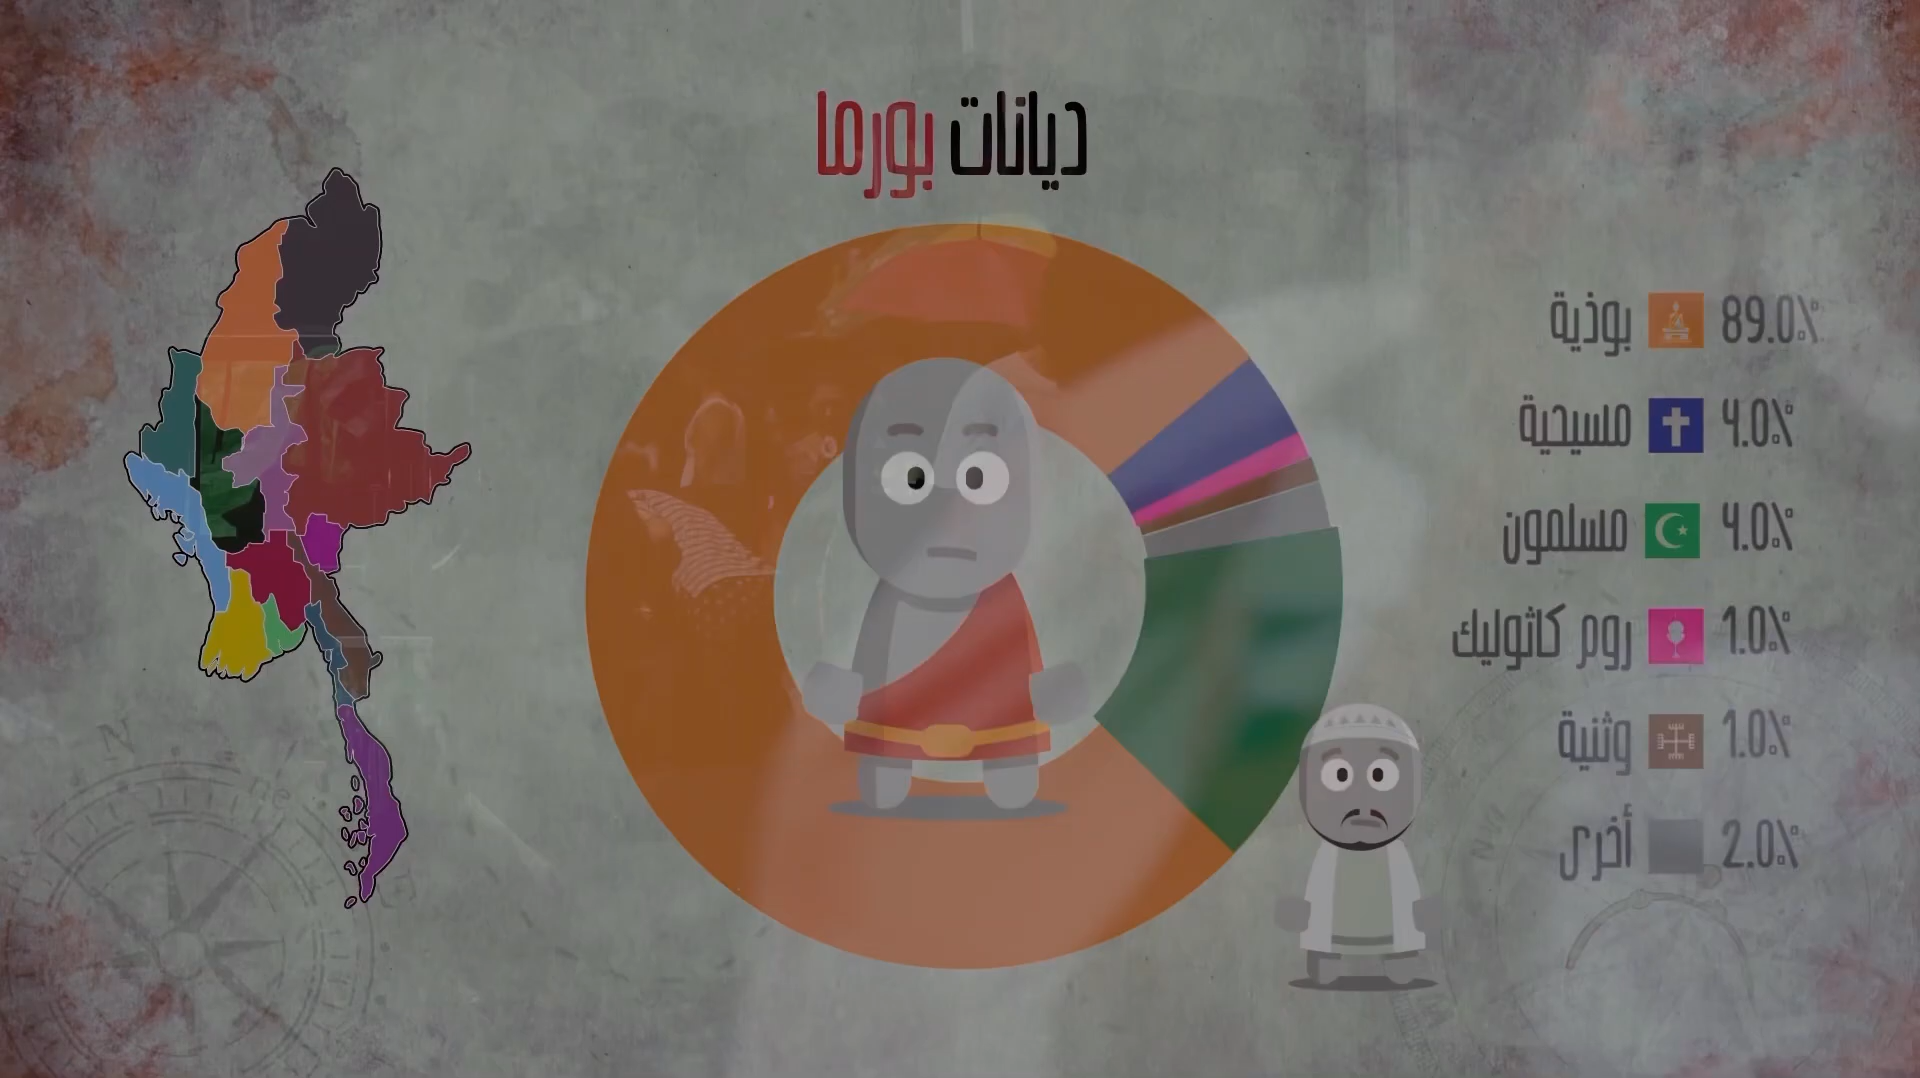 ديانات بورما
بوذية 89.0%
مسيحية 4.0%
مسلمون 4.0%
روم كاثوليك 1.0%
وثنية 1.0%
أخرى 2.0%
N